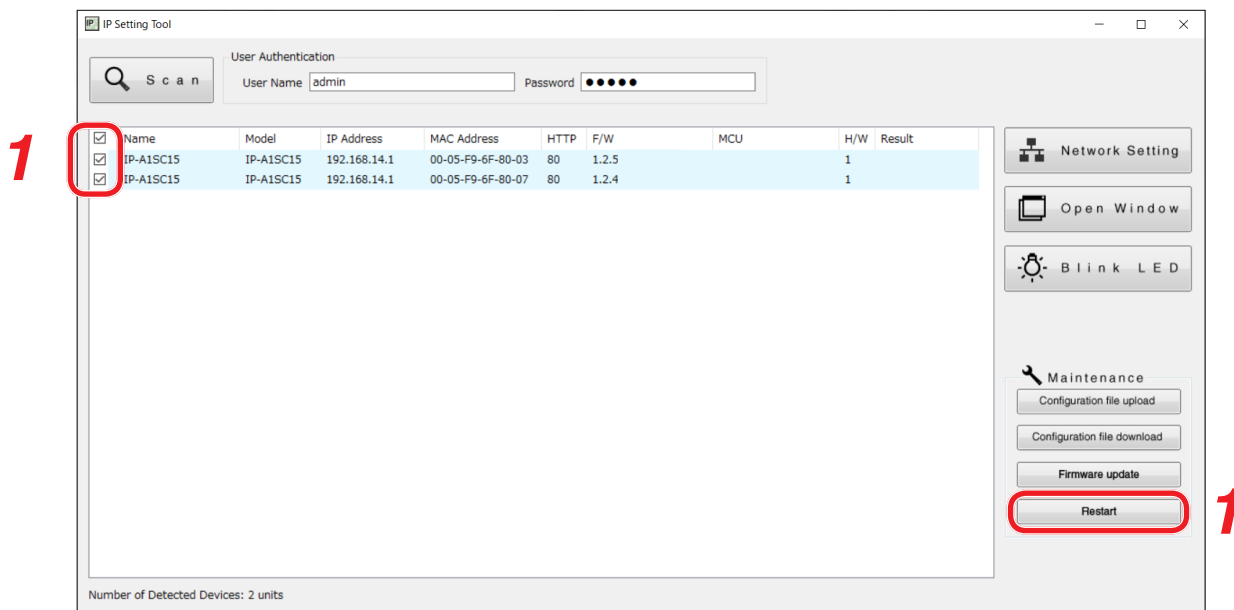 IP IP Setting Tool
Scan
User Authentication
User Name admin Password ●●●●●
Name Model IP Address MAC Address HTTP F/W MCU H/W Result
IP-A1SC15 IP-A1SC15 192.168.14.1 00-05-F9-6F-80-03 80 1.2.5 1
IP-A1SC15 IP-A1SC15 192.168.14.1 00-05-F9-6F-80-07 80 1.2.4 1
1
Network Setting
Open Window
Blink LED
Maintenance
Configuration file upload
Configuration file download
Firmware update
Restart
1
Number of Detected Devices: 2 units